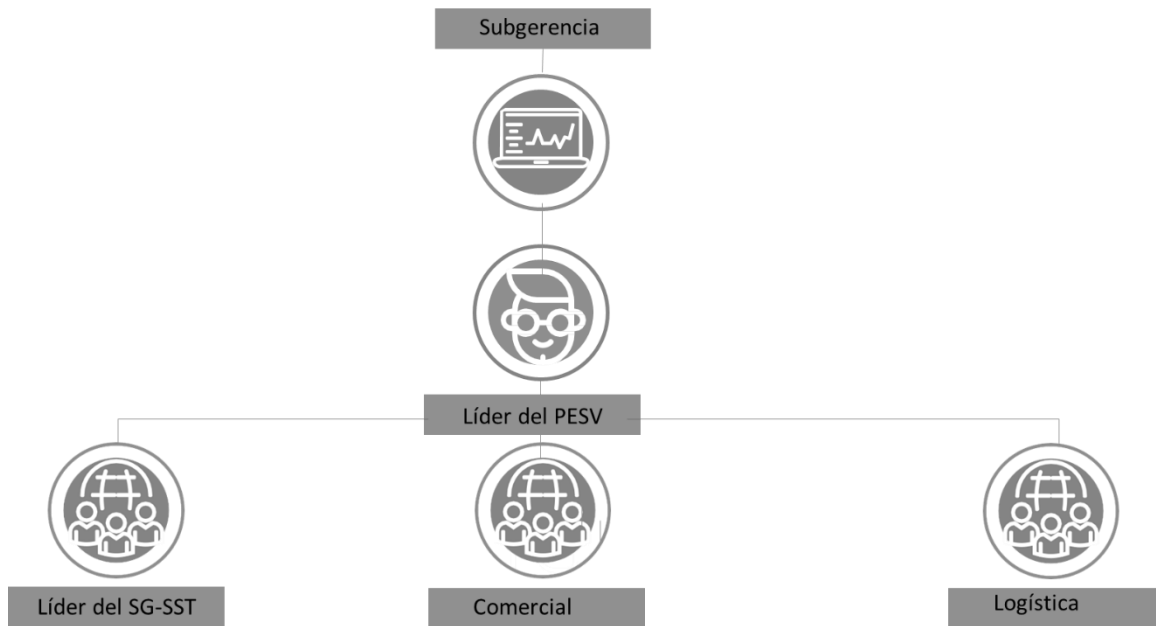 Subgerencia
Líder del PESV
Líder del SG-SST
Comercial
Logística